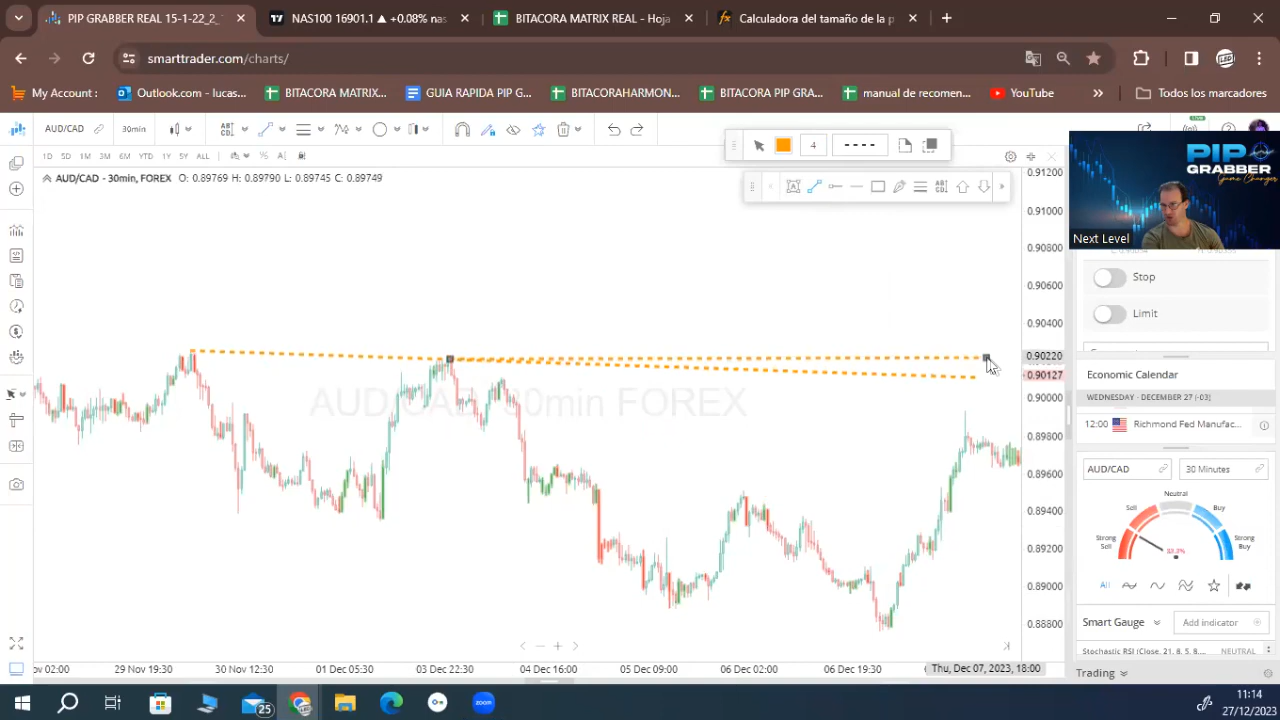 PIP GRABBER REAL 15-1-22_2_
NAS100 16901.1 ▲ +0.08% nas
BITACORA MATRIX REAL - Hoja
Calculadora del tamaño de la p
smarttrader.com/charts/
My Account :
Outlook.com - lucas...
BITACORA MATRIX...
GUIA RAPIDA PIP G...
BITACORAHARMON...
BITACORA PIP GRA...
manual de recomen...
YouTube
Todos los marcadores
AUD/CAD
30min
4
1D 5D 1M 3M 6M YTD 1Y 5Y ALL
AUD/CAD - 30min, FOREX O: 0.89769 H: 0.89790 L: 0.89745 C: 0.89749
0.91200
0.91000
0.90800
0.90600
0.90400
0.90220
0.90127
0.90000
0.89800
0.89600
0.89400
0.89200
0.89000
0.88800
AUD/CAD 30min FOREX
29 Nov 19:30
30 Nov 12:30
01 Dec 05:30
03 Dec 22:30
04 Dec 16:00
05 Dec 09:00
06 Dec 02:00
06 Dec 19:30
Thu, Dec 07, 2023, 18:00
PIP
GRABBER
Game Changer
Next Level
Stop
Limit
Economic Calendar
WEDNESDAY - DECEMBER 27 (-03)
12:00 Richmond Fed Manufac...
AUD/CAD
30 Minutes
Neutral
Sell
Buy
Strong
Sell
Strong
Buy
All
Smart Gauge
Add indicator
Stochastic RSI (Close, 21, 8, 5, 8... NEUTRAL
Trading
25
zoom
11:14
27/12/2023